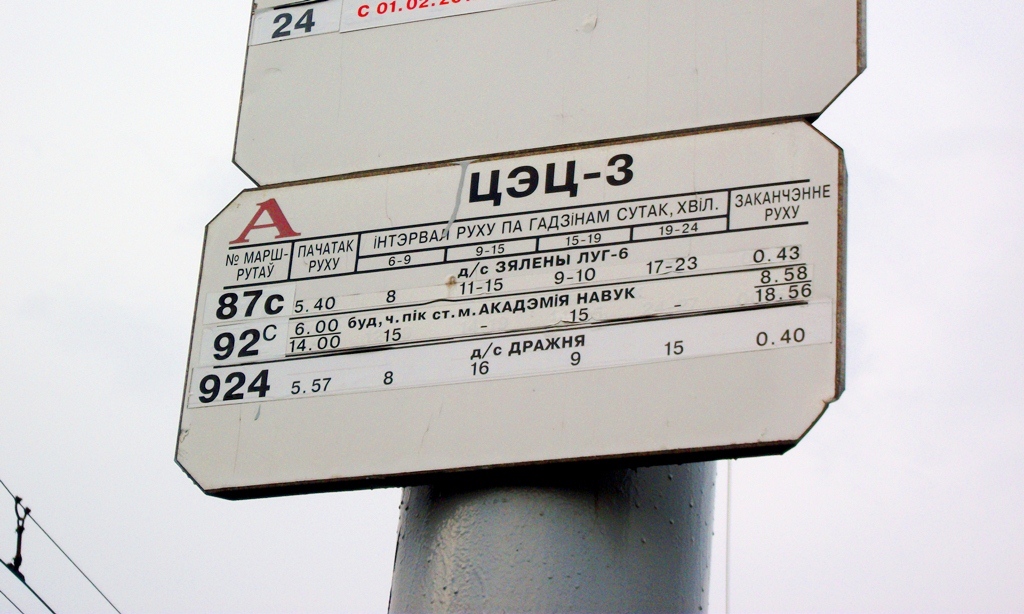 24
С 01.02.20
ЦЭЦ-3
А
№ МАРШ-
РУТАЎ
ПАЧАТАК
РУХУ
ІНТЭРВАЛ РУХУ ПА ГАДЗІНАМ СУТАК, ХВІЛ.
6-9 9-15 15-19 19-24
ЗАКАНЧЭННЕ
РУХУ
д/с ЗЯЛЕНЫ ЛУГ-6
87с 5.40 8 11-15 9-10 17-23 0.43
буд, ч. пік ст. м. АКАДЭМІЯ НАВУК
92С 6.00 15 - 15 - 8.58
14.00 18.56
д/с ДРАЖНЯ
924 5.57 8 16 9 15 0.40